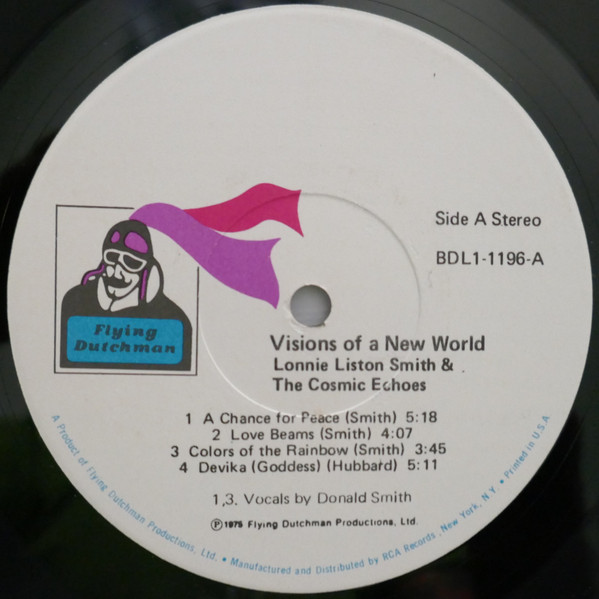 Side A Stereo
BDL1-1196-A
Flying
Dutchman
Visions of a New World
Lonnie Liston Smith &
The Cosmic Echoes
1 A Chance for Peace (Smith) 5:18
2 Love Beams (Smith) 4:07
3 Colors of the Rainbow (Smith) 3:45
4 Devika (Goddess) (Hubbard) 5:11
1,3. Vocals by Donald Smith
Ⓟ1975 Flying Dutchman Productions, Ltd.
A Product of Flying Dutchman Productions, Ltd. • Manufactured and Distributed by RCA Records, New York, N.Y. • Printed in U.S.A